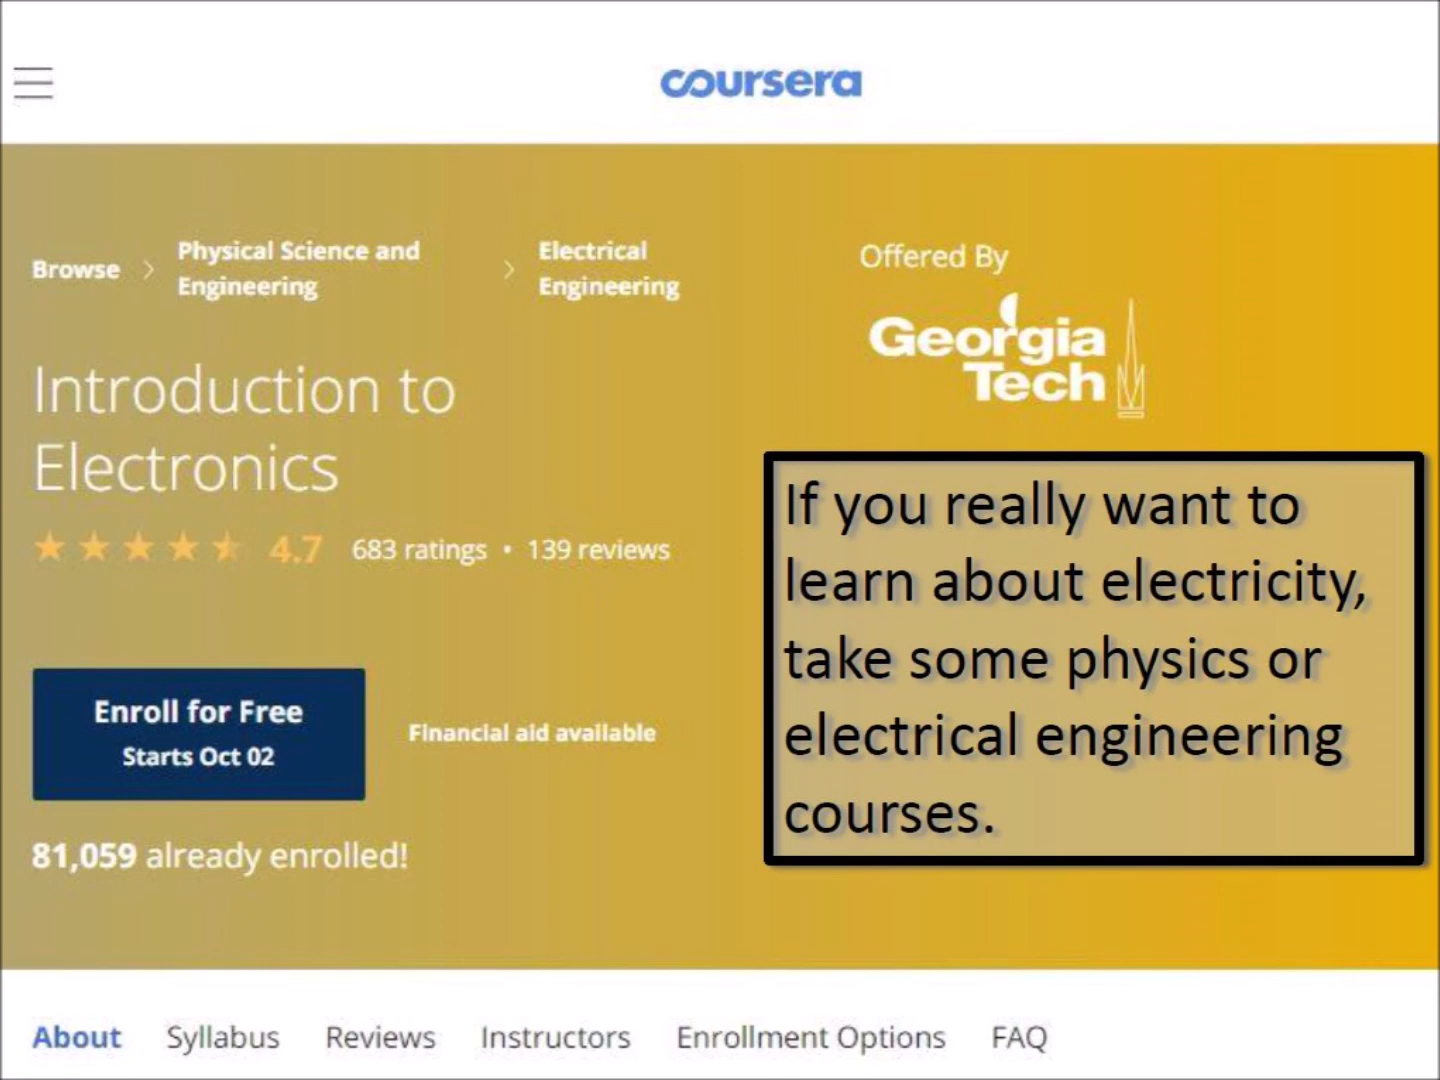 coursera
Browse
Physical Science and
Engineering
Electrical
Engineering
Offered By
Georgia
Tech
Introduction to
Electronics
4.7 683 ratings • 139 reviews
If you really want to
learn about electricity,
take some physics or
electrical engineering
courses.
Enroll for Free
Starts Oct 02
Financial aid available
81,059 already enrolled!
About Syllabus Reviews Instructors Enrollment Options FAQ